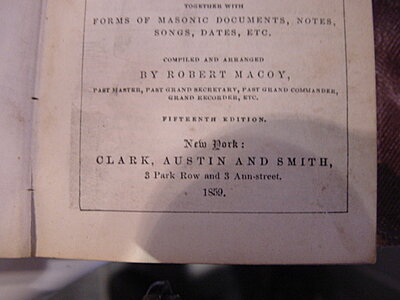 TOGETHER WITH
FORMS OF MASONIC DOCUMENTS, NOTES,
SONGS, DATES, ETC.
COMPILED AND ARRANGED
BY ROBERT MACOY,
PAST MASTER, PAST GRAND SECRETARY, PAST GRAND COMMANDER,
GRAND RECORDER, ETC.
FIFTEENTH EDITION.
New York:
CLARK, AUSTIN AND SMITH,
3 Park Row and 3 Ann-street.
1859.